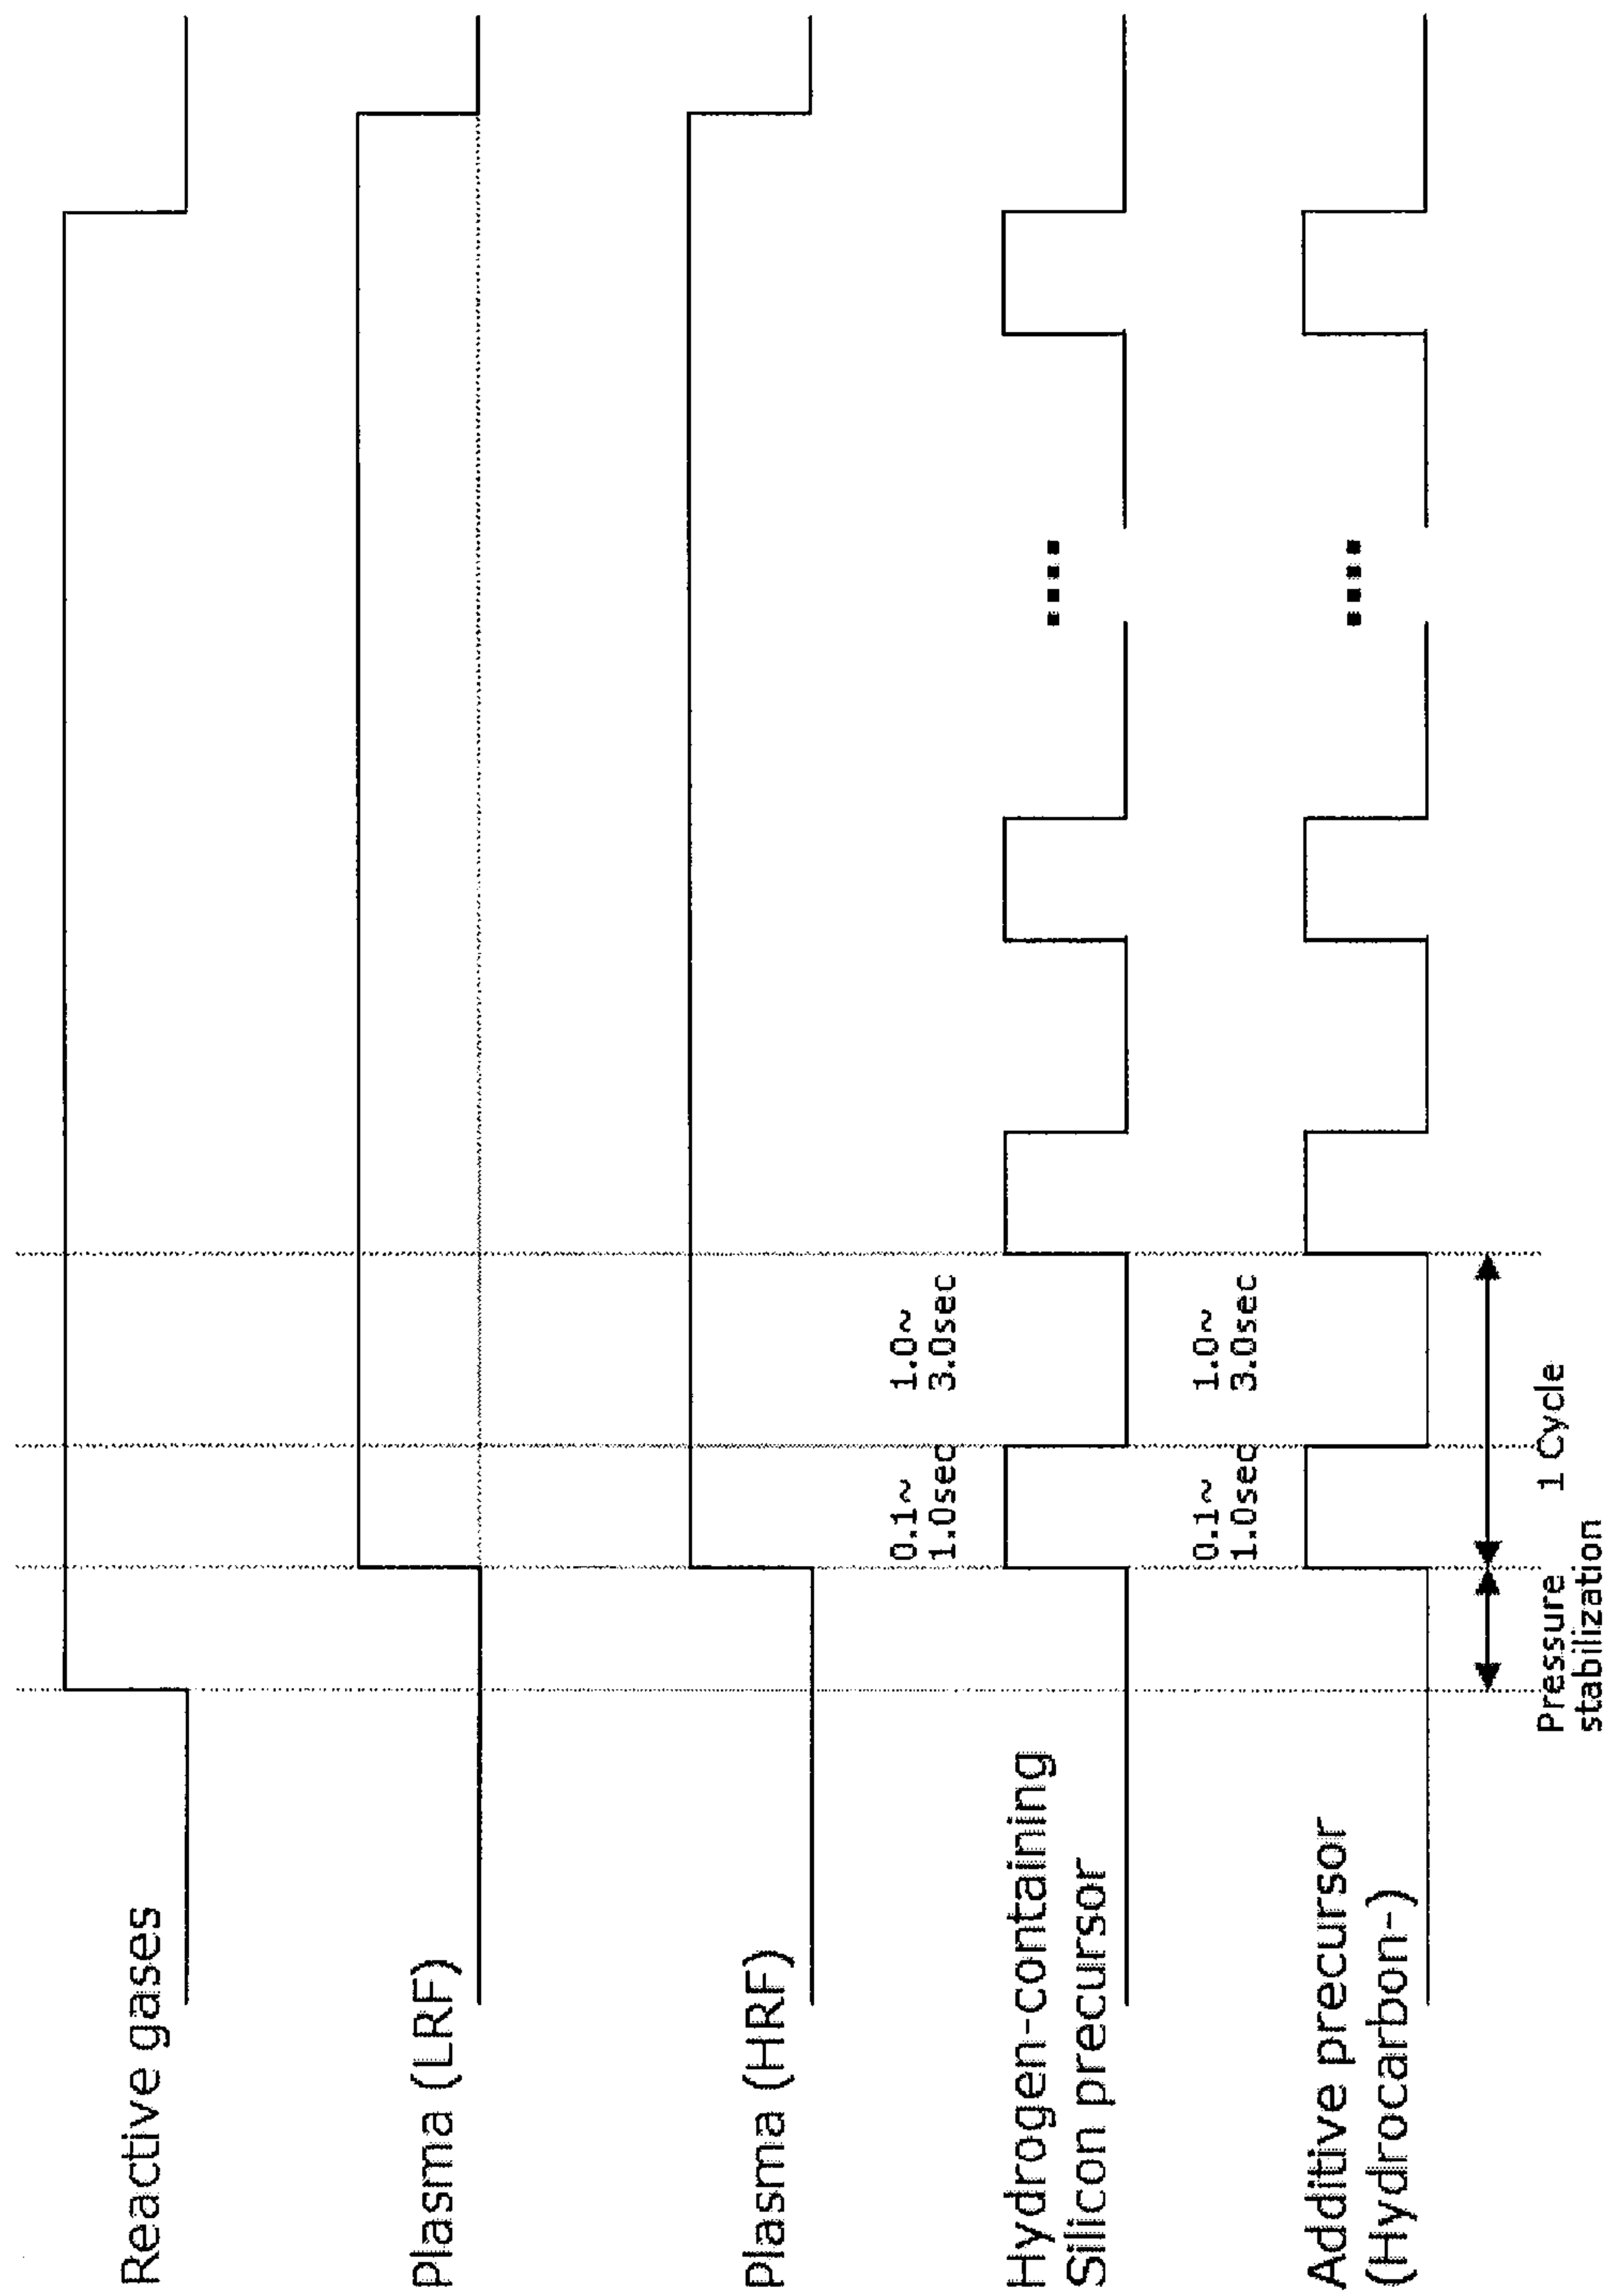 Reactive gases
Plasma (LRF)
Plasma (HRF)
0.1~
1.0sec
1.0~
3.0sec
Hydrogen-containing
Silicon precursor
0.1~
1.0sec
1.0~
3.0sec
Additive precursor
(Hydrocarbon-)
Pressure
stabilization
1 Cycle